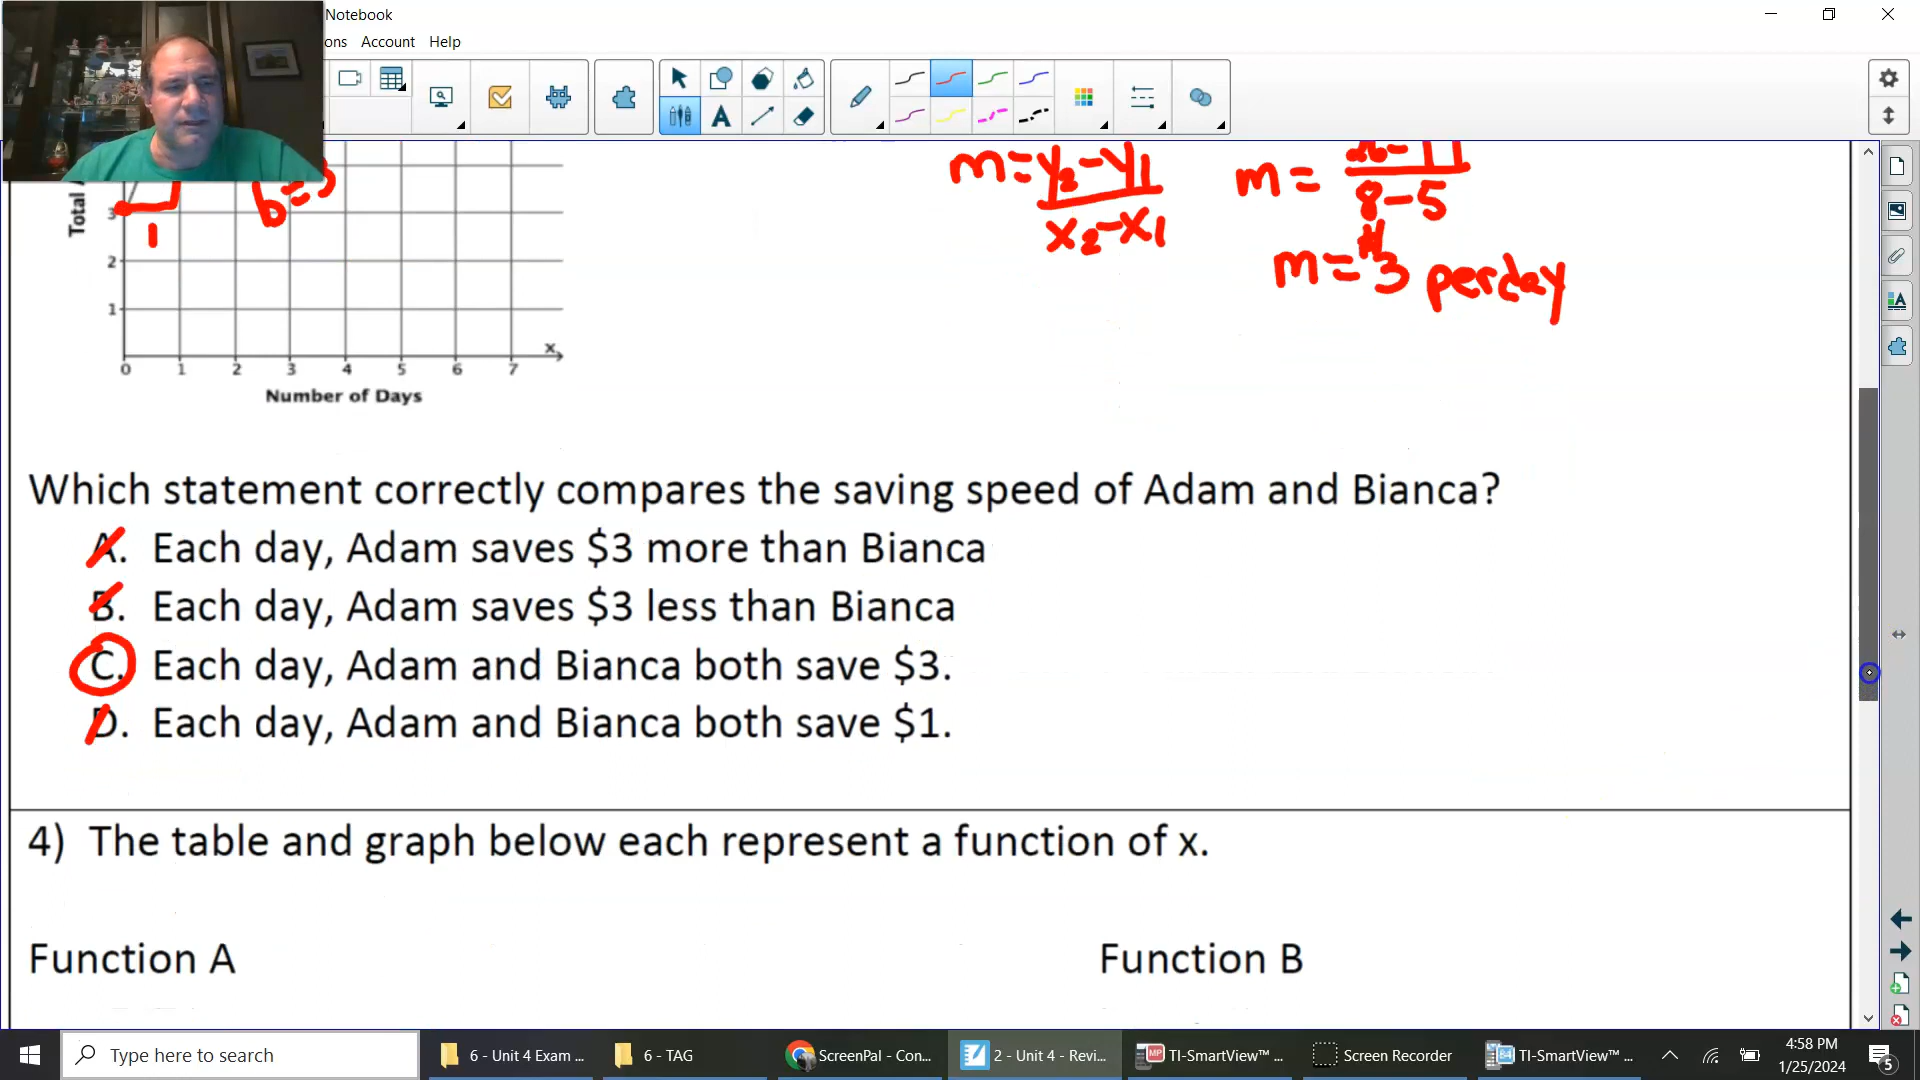 Notebook
ons Account Help
Total
b=3
3
1
2
1
0 1 2 3 4 5 6 7
x
Number of Days
m=y2-y1
x2-x1
m=
8-5
m=$3 per day
Which statement correctly compares the saving speed of Adam and Bianca?
A. Each day, Adam saves $3 more than Bianca
B. Each day, Adam saves $3 less than Bianca
C. Each day, Adam and Bianca both save $3.
D. Each day, Adam and Bianca both save $1.
4) The table and graph below each represent a function of x.
Function A
Function B
Type here to search
6 - Unit 4 Exam ...
6 - TAG
ScreenPal - Con...
2 - Unit 4 - Revi...
MP
TI-SmartView™ ...
Screen Recorder
84
TI-SmartView™ ...
4:58 PM
1/25/2024
5